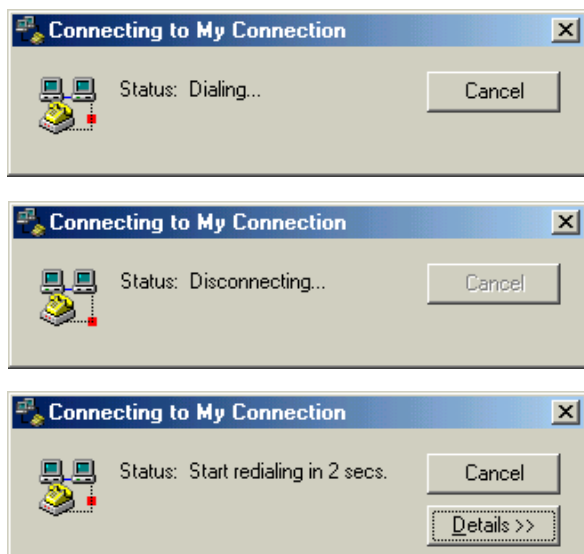 Connecting to My Connection
Status: Dialing...
Cancel
Connecting to My Connection
Status: Disconnecting...
Cancel
Connecting to My Connection
Status: Start redialing in 2 secs.
Cancel
Details >>